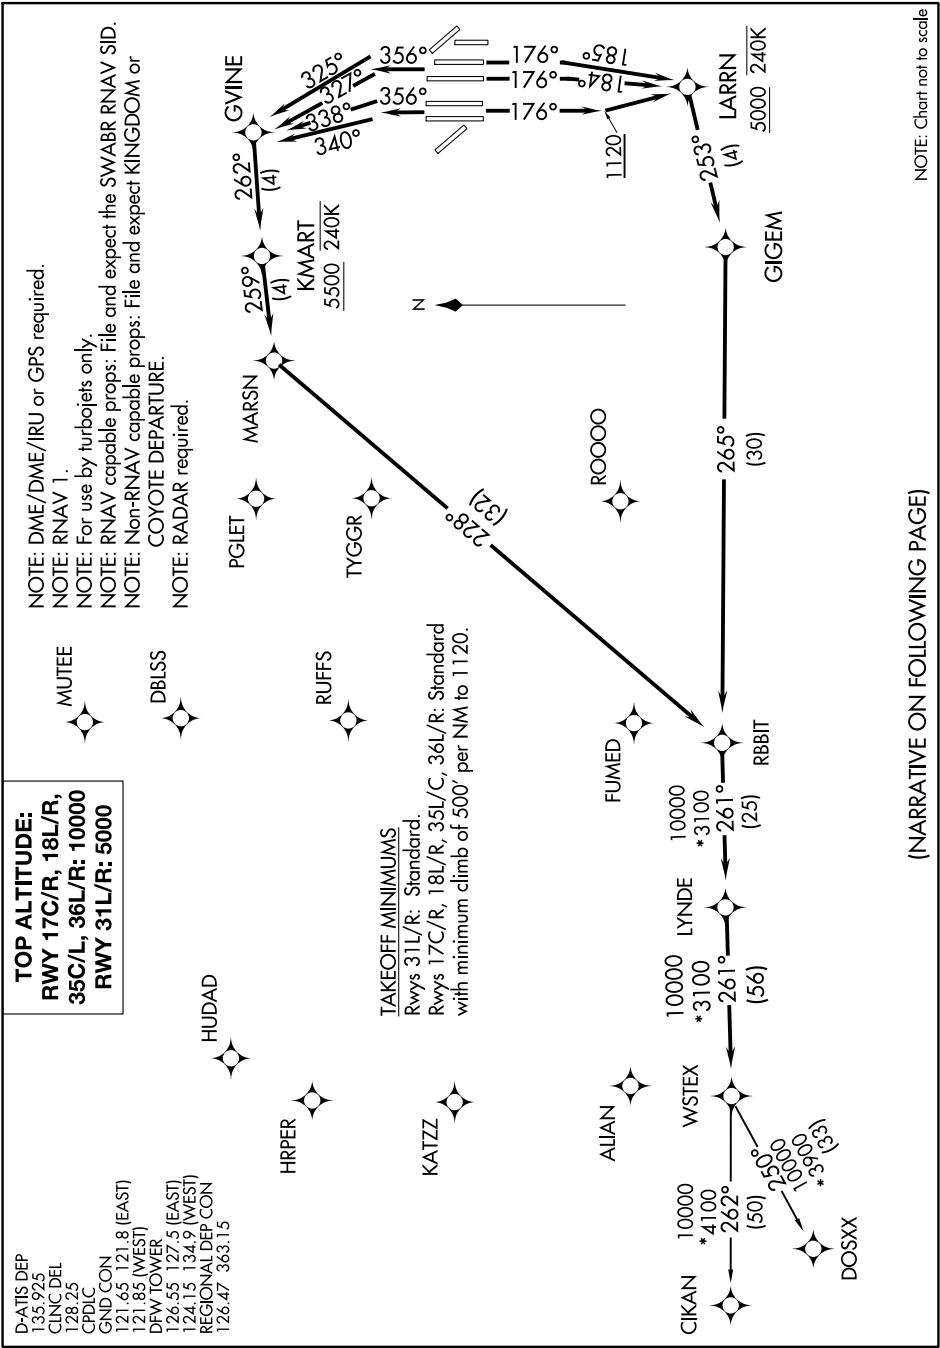 D-ATIS DEP
135.925
CLNC DEL
128.25
CPDLC
GND CON
121.65 121.8 (EAST)
121.85 (WEST)
DFW TOWER
126.55 127.5 (EAST)
124.15 134.9 (WEST)
REGIONAL DEP CON
126.47 363.15
TOP ALTITUDE:
RWY 17C/R, 18L/R,
35C/L, 36L/R: 10000
RWY 31L/R: 5000
NOTE: DME/DME/IRU or GPS required.
NOTE: RNAV 1.
NOTE: For use by turbojets only.
NOTE: RNAV capable props: File and expect the SWABR RNAV SID.
NOTE: Non-RNAV capable props: File and expect KINGDOM or
COYOTE DEPARTURE.
NOTE: RADAR required.
MUTEE
DBLSS
HUDAD
RUFFS
HRPER
KATZZ
PGLET
TYGGR
MARSN
259°
(4)
KMART
5500 240K
262°
(4)
GVINE
325°
327°
338°
340°
356°
356°
176°
176°
176°
185°
184°
1120
LARRN
5000 240K
253°
(4)
GIGEM
N
TAKEOFF MINIMUMS
Rwys 31L/R: Standard.
Rwys 17C/R, 18L/R, 35L/C, 36L/R: Standard
with minimum climb of 500' per NM to 1120.
228°
(32)
ROOOO
FUMED
ALIAN
265°
(30)
RBBIT
10000
*3100
261°
(25)
LYNDE
10000
*3100
261°
(56)
WSTEX
10000
*4100
262°
(50)
CIKAN
250°
10000
*3900
(33)
DOSXX
(NARRATIVE ON FOLLOWING PAGE)
NOTE: Chart not to scale